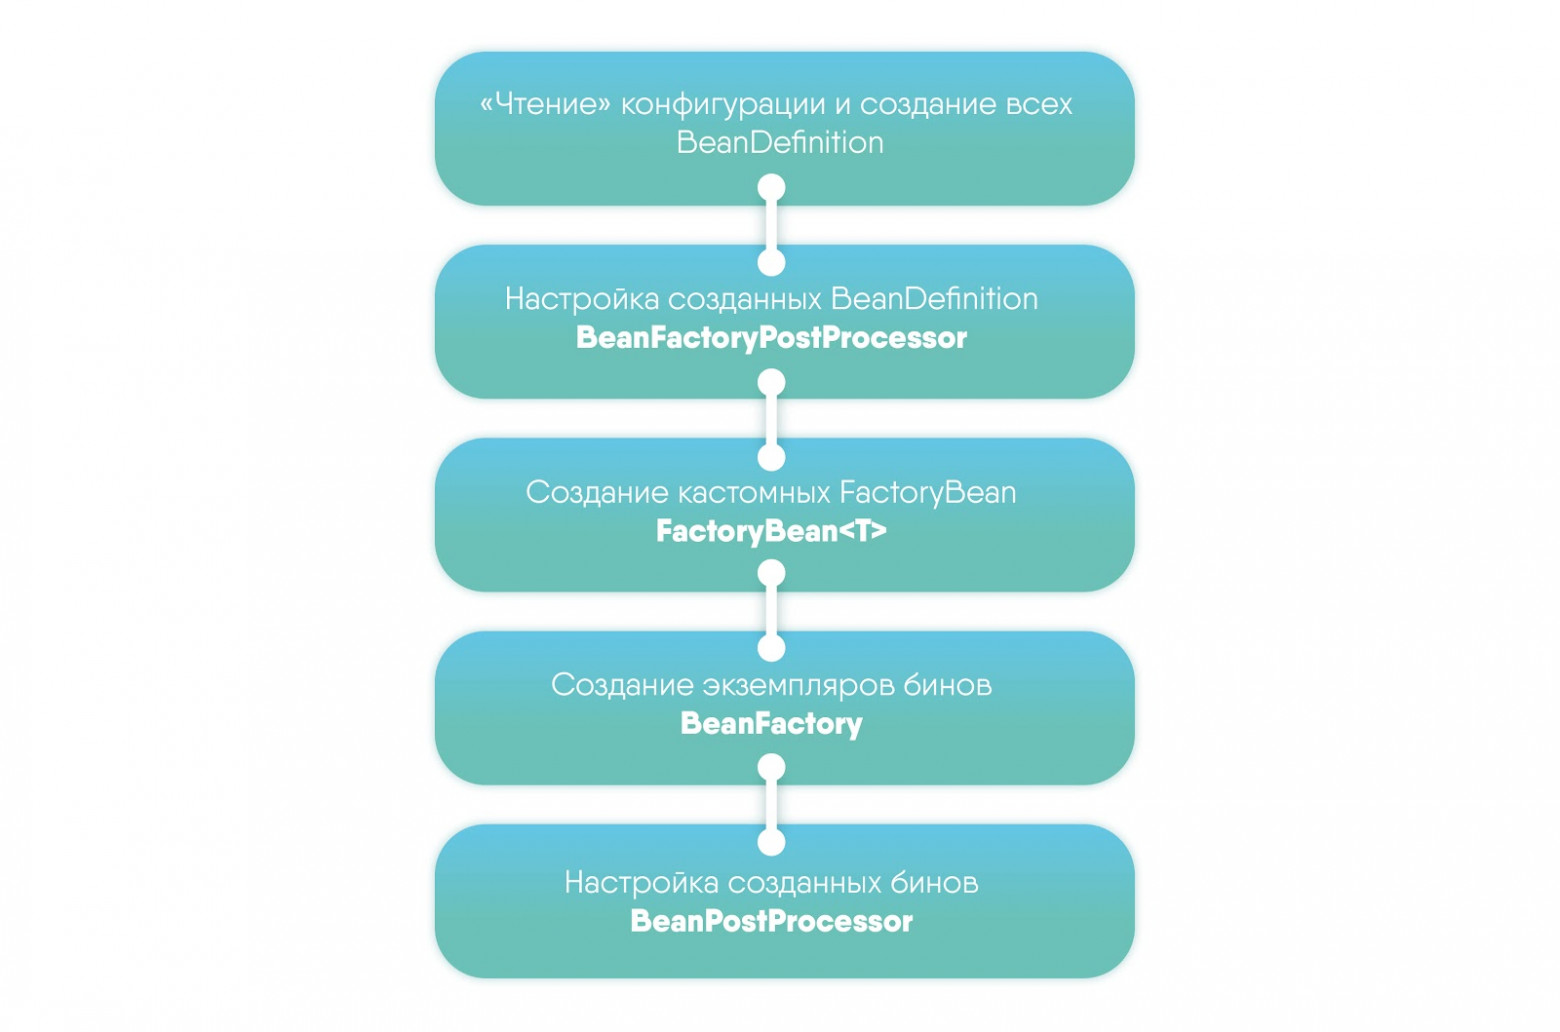 «Чтение» конфигурации и создание всех
BeanDefinition
Настройка созданных BeanDefinition
BeanFactoryPostProcessor
Создание кастомных FactoryBean
FactoryBean<T>
Создание экземпляров бинов
BeanFactory
Настройка созданных бинов
BeanPostProcessor